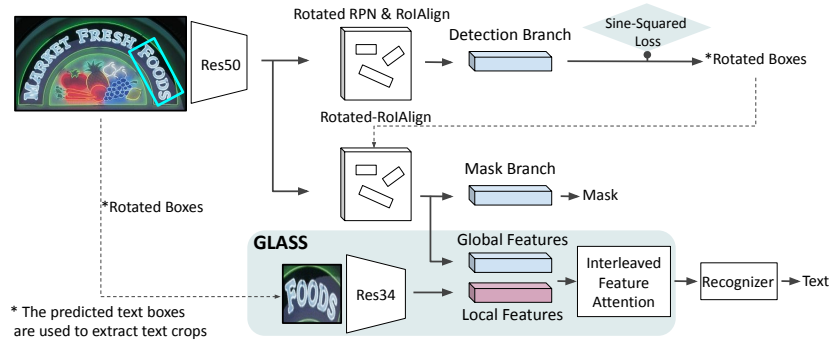 Rotated RPN & RoIAlign
Detection Branch
Sine-Squared
Loss
MARKET FRESH FOODS
Res50
*Rotated Boxes
Rotated-RoIAlign
Mask Branch
Mask
*Rotated Boxes
GLASS
Global Features
FOODS
Res34
Interleaved
Feature
Attention
Recognizer
Text
Local Features
* The predicted text boxes
are used to extract text crops